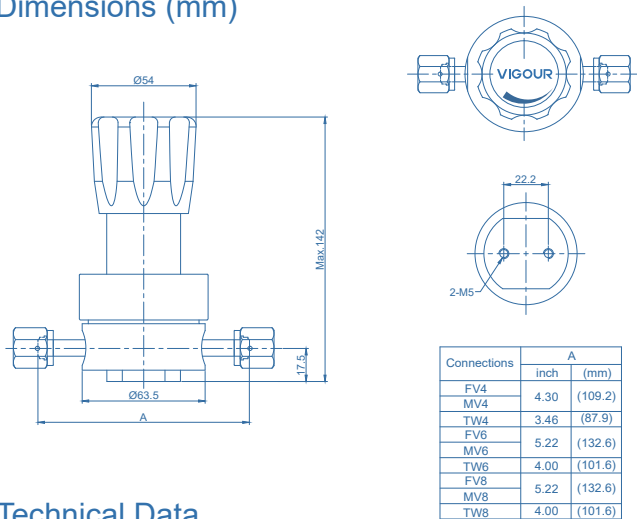 Dimensions (mm)
Ø54
Max.142
17.5
Ø63.5
A
VIGOUR
22.2
2-M5
Connections A
inch (mm)
FV4 4.30 (109.2)
MV4
TW4 3.46 (87.9)
FV6 5.22 (132.6)
MV6
TW6 4.00 (101.6)
FV8 5.22 (132.6)
MV8
TW8 4.00 (101.6)
Technical Data